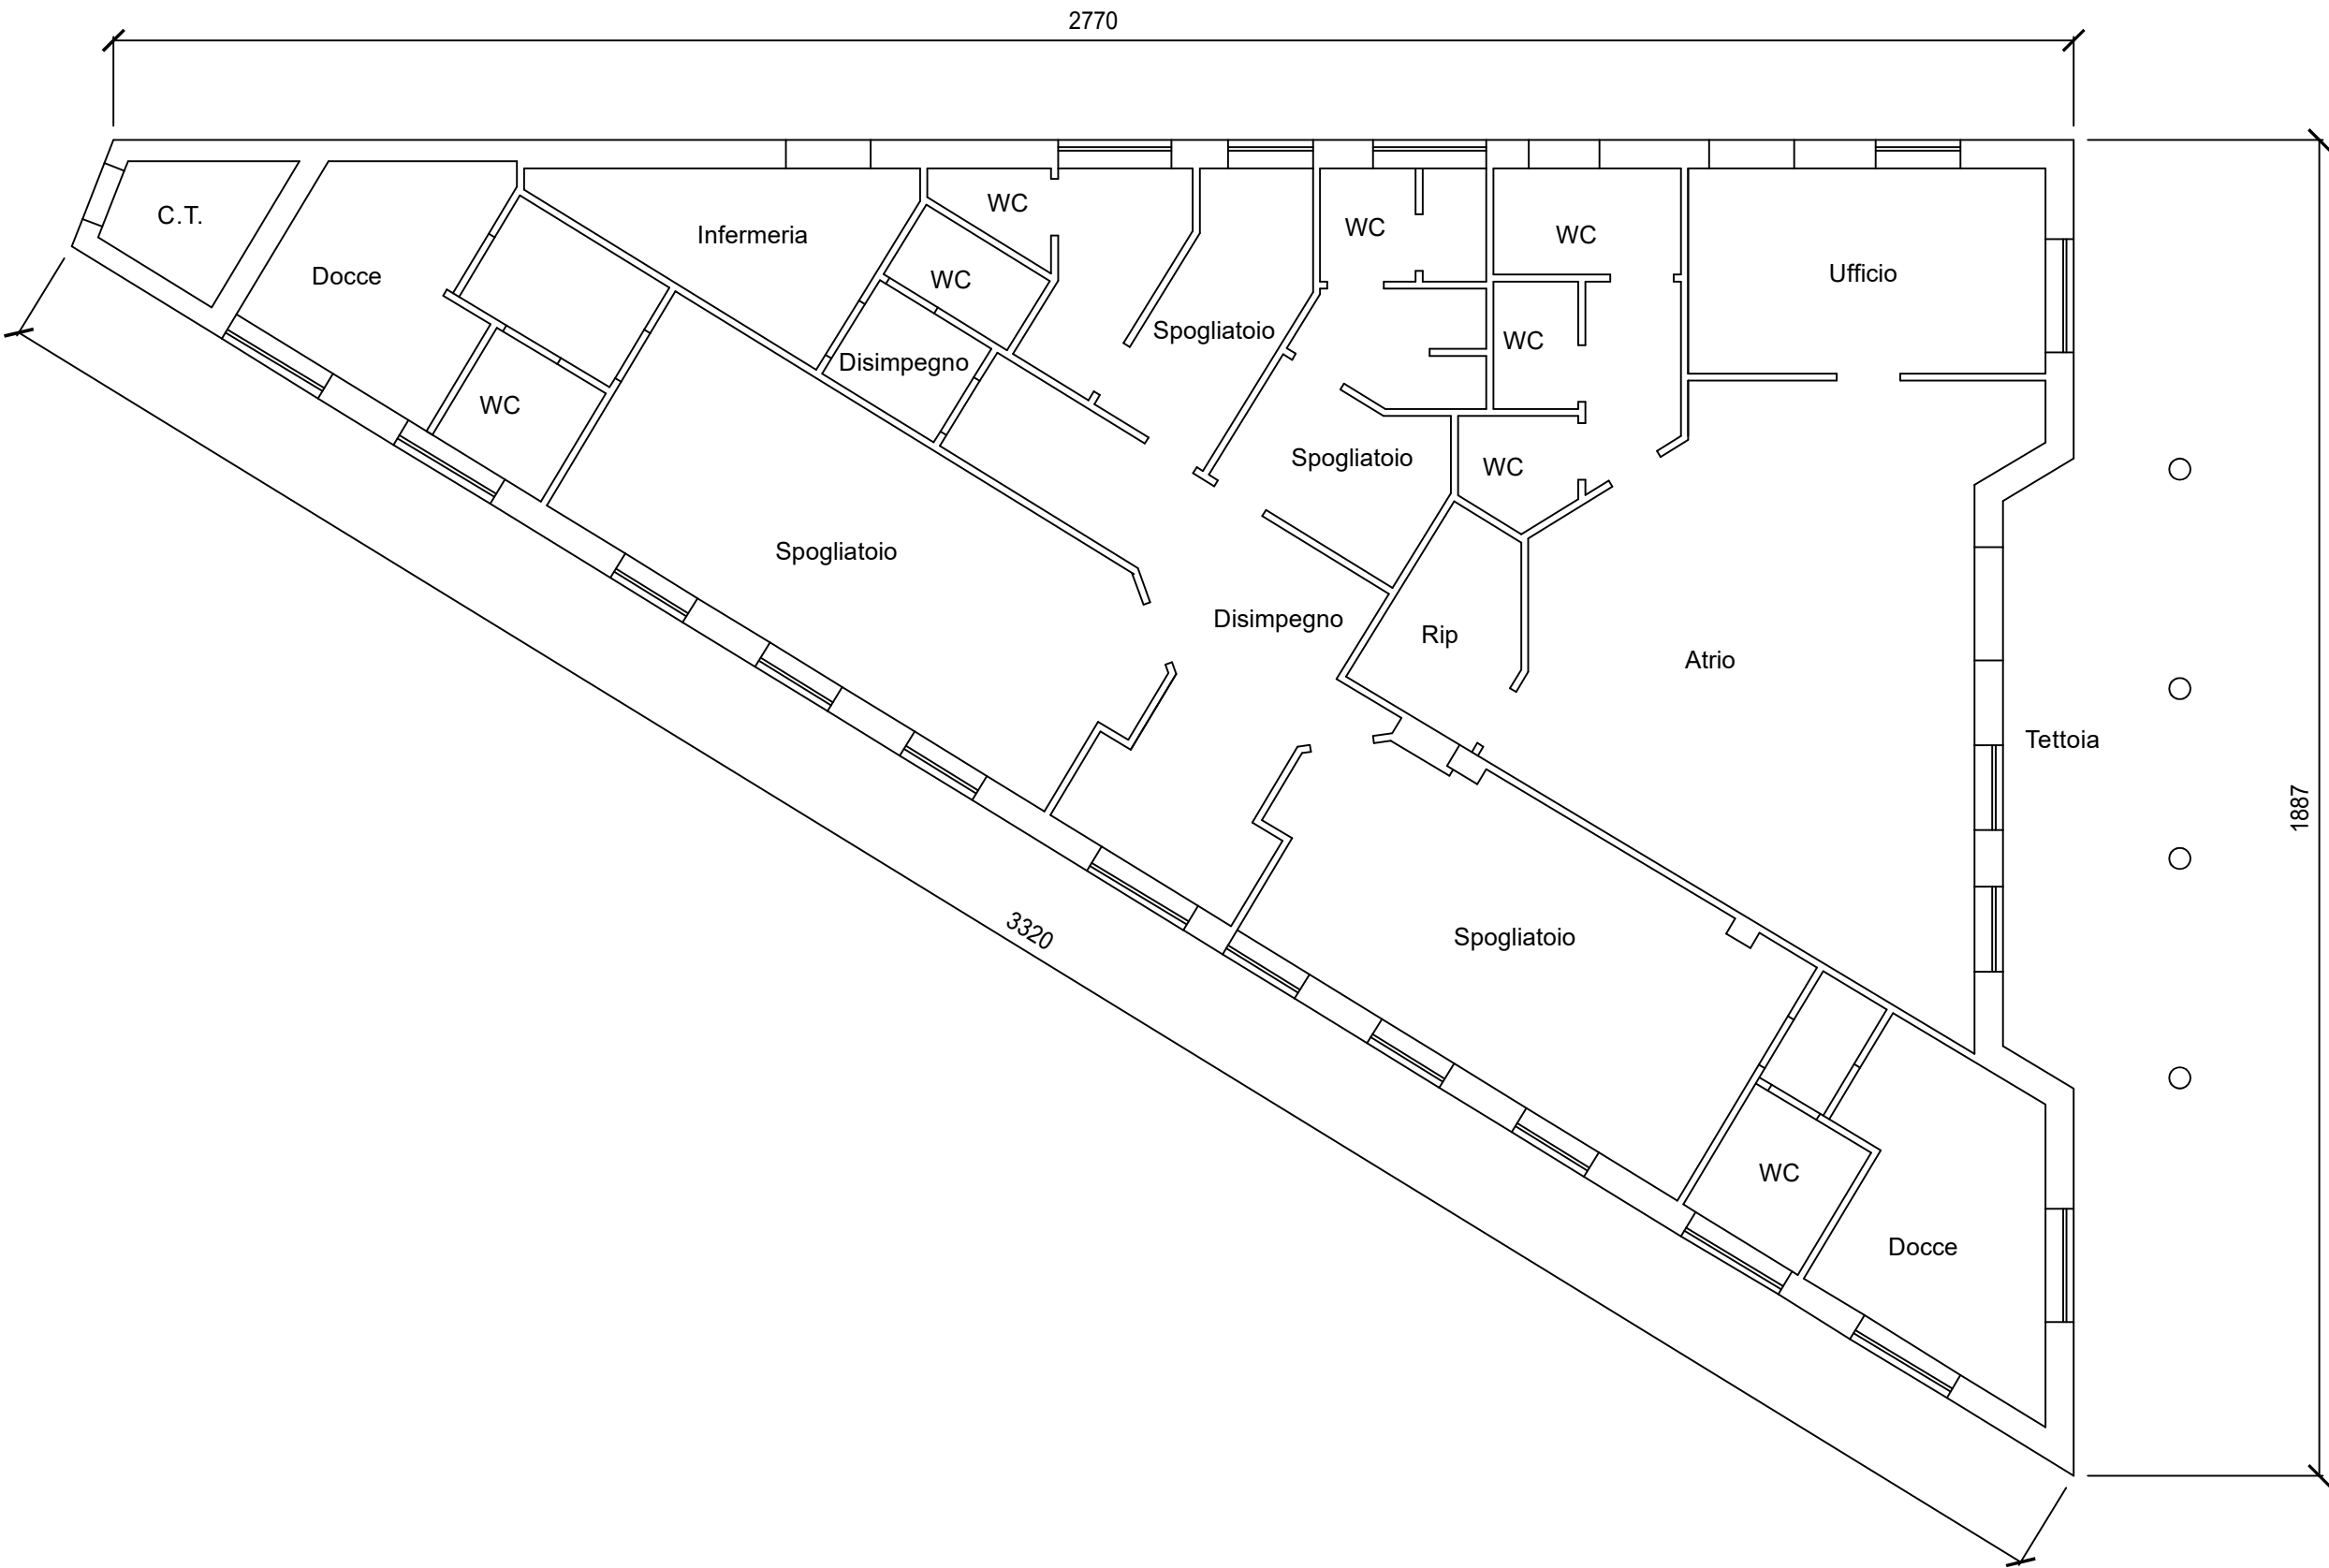 2770
WC
C.T.
WC
Infermeria
WC
Ufficio
Docce
WC
Spogliatoio
WC
Disimpegno
WC
Spogliatoio
WC
Spogliatoio
Disimpegno
Rip
Atrio
Tettoia
1887
3320
Spogliatoio
WC
Docce